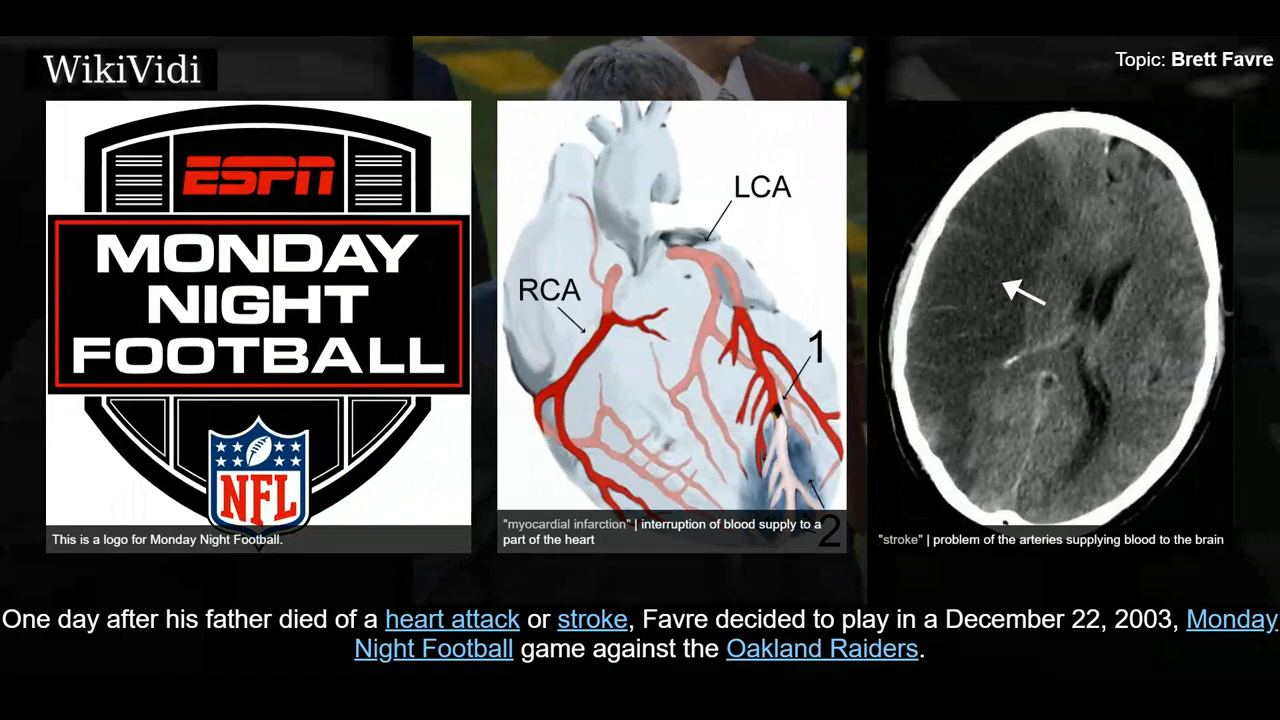 WikiVidi
Topic: Brett Favre
ESPN
MONDAY
NIGHT
FOOTBALL
NFL
This is a logo for Monday Night Football.
LCA
RCA
1
2
"myocardial infarction" | interruption of blood supply to a
part of the heart
"stroke" | problem of the arteries supplying blood to the brain
One day after his father died of a heart attack or stroke, Favre decided to play in a December 22, 2003, Monday
Night Football game against the Oakland Raiders.